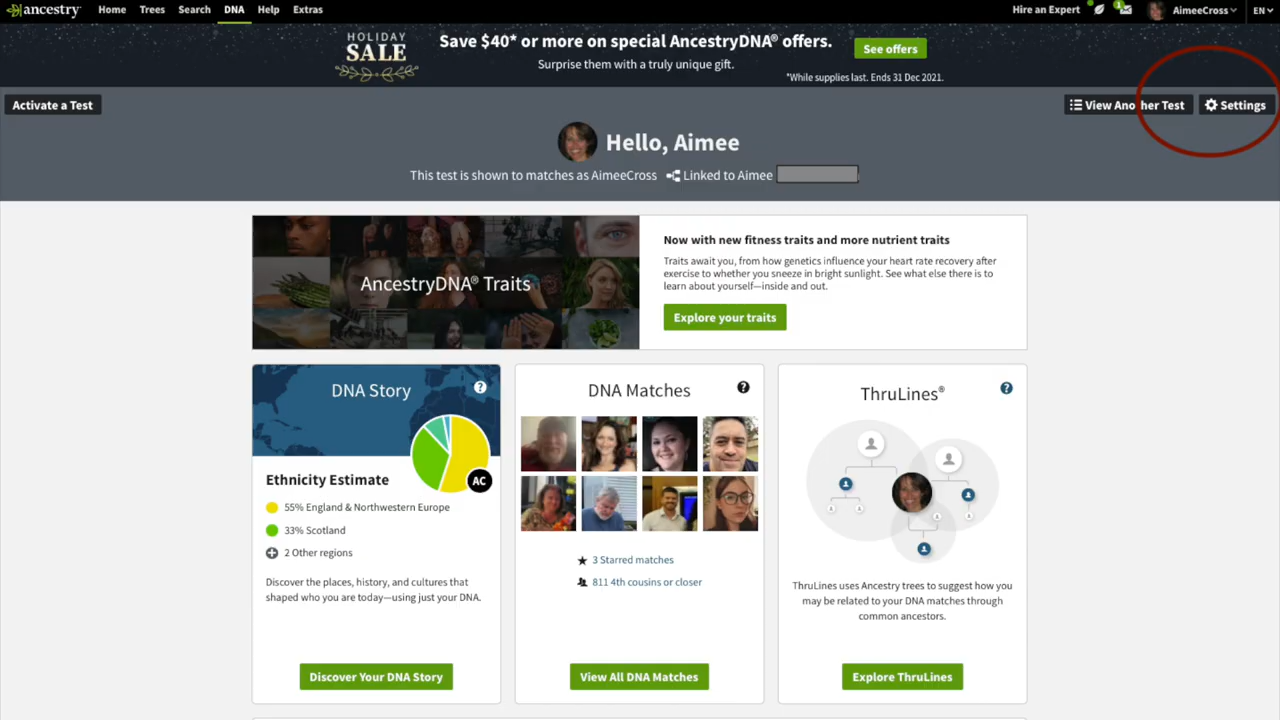 ancestry Home Trees Search DNA Help Extras Hire an Expert 1 AimeeCross EN
HOLIDAY
SALE
Save $40* or more on special AncestryDNA® offers.
Surprise them with a truly unique gift.
See offers
*While supplies last. Ends 31 Dec 2021.
Activate a Test
View Another Test
Settings
Hello, Aimee
This test is shown to matches as AimeeCross Linked to Aimee
AncestryDNA® Traits
Now with new fitness traits and more nutrient traits
Traits await you, from how genetics influence your heart rate recovery after
exercise to whether you sneeze in bright sunlight. See what else there is to
learn about yourself—inside and out.
Explore your traits
DNA Story ?
AC
Ethnicity Estimate
55% England & Northwestern Europe
33% Scotland
2 Other regions
Discover the places, history, and cultures that
shaped who you are today—using just your DNA.
Discover Your DNA Story
DNA Matches ?
3 Starred matches
811 4th cousins or closer
View All DNA Matches
ThruLines® ?
ThruLines uses Ancestry trees to suggest how you
may be related to your DNA matches through
common ancestors.
Explore ThruLines